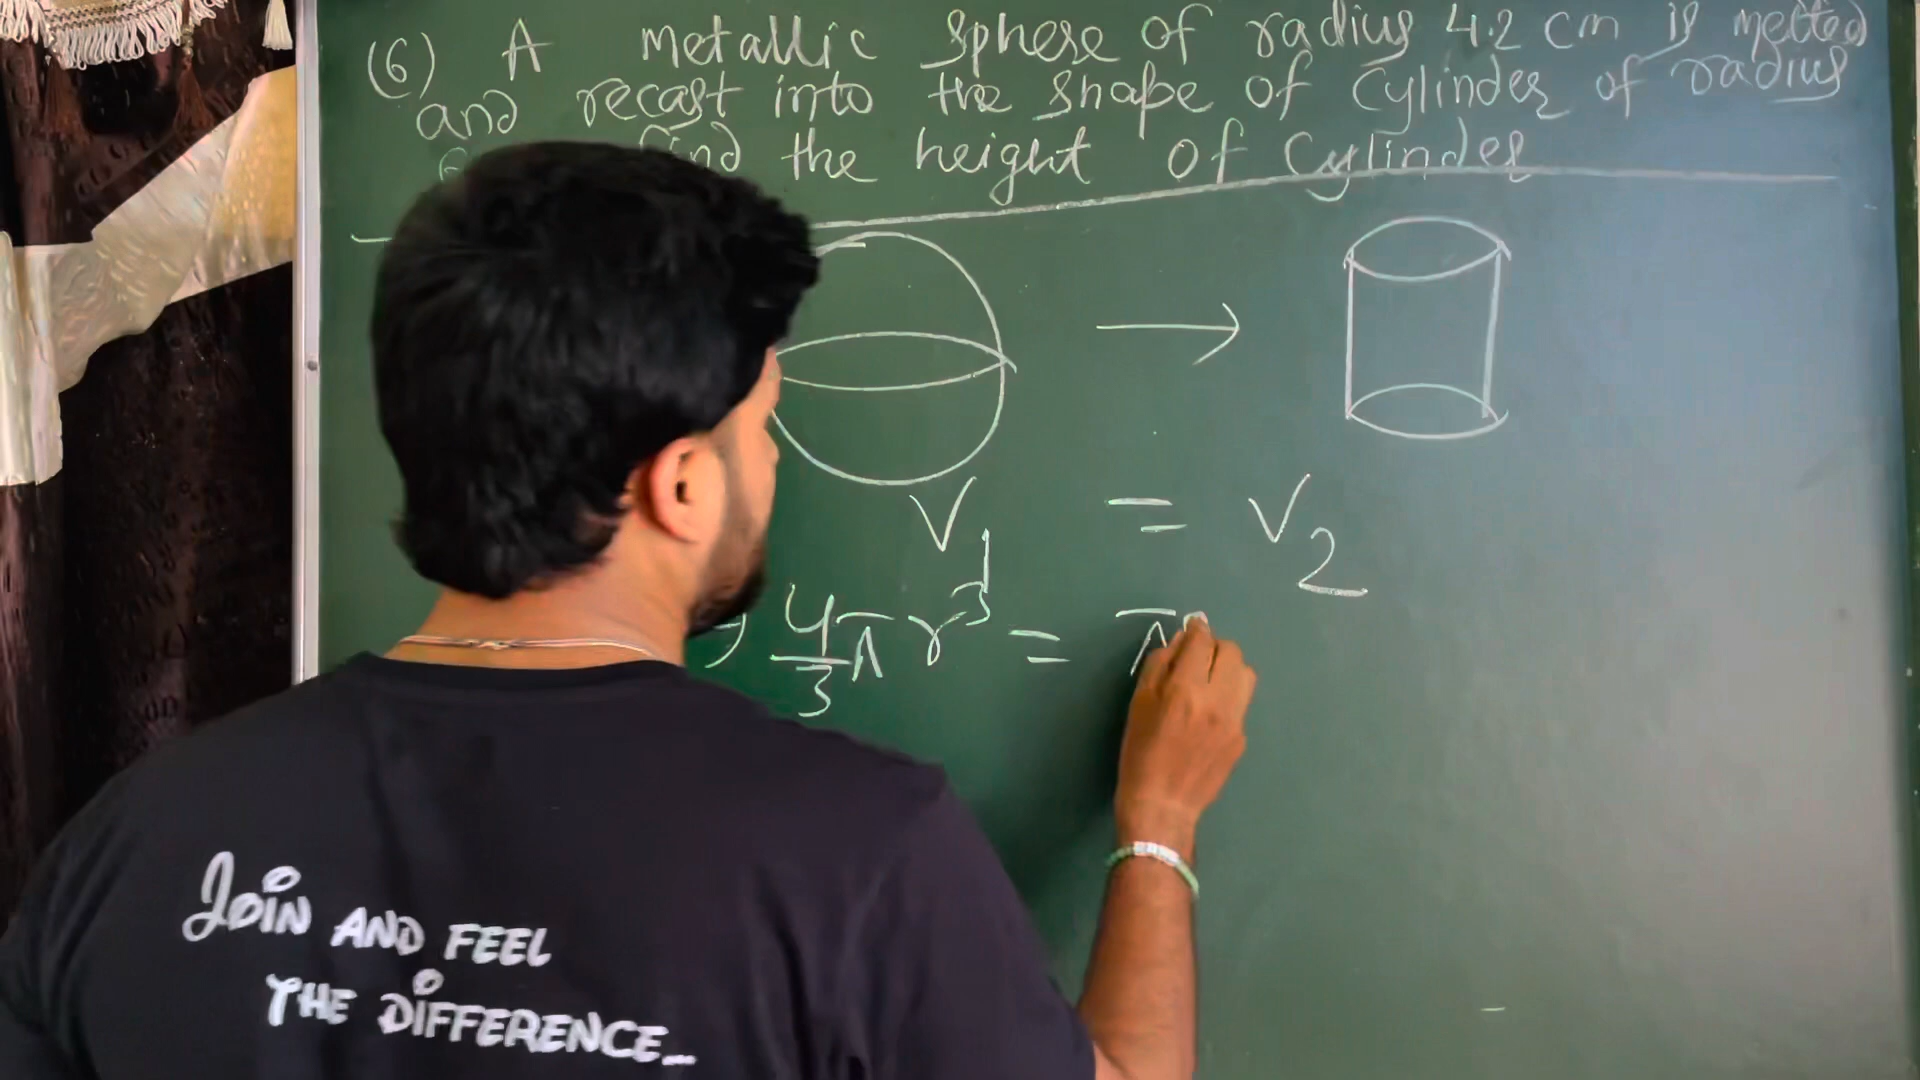 (6) A metallic sphere of radius 4.2 cm is melted
and recast into the shape of cylinder of radius
find the height of cylinder
V1 = V2
4/3 π r³ = π
JOIN AND FEEL
THE DIFFERENCE...